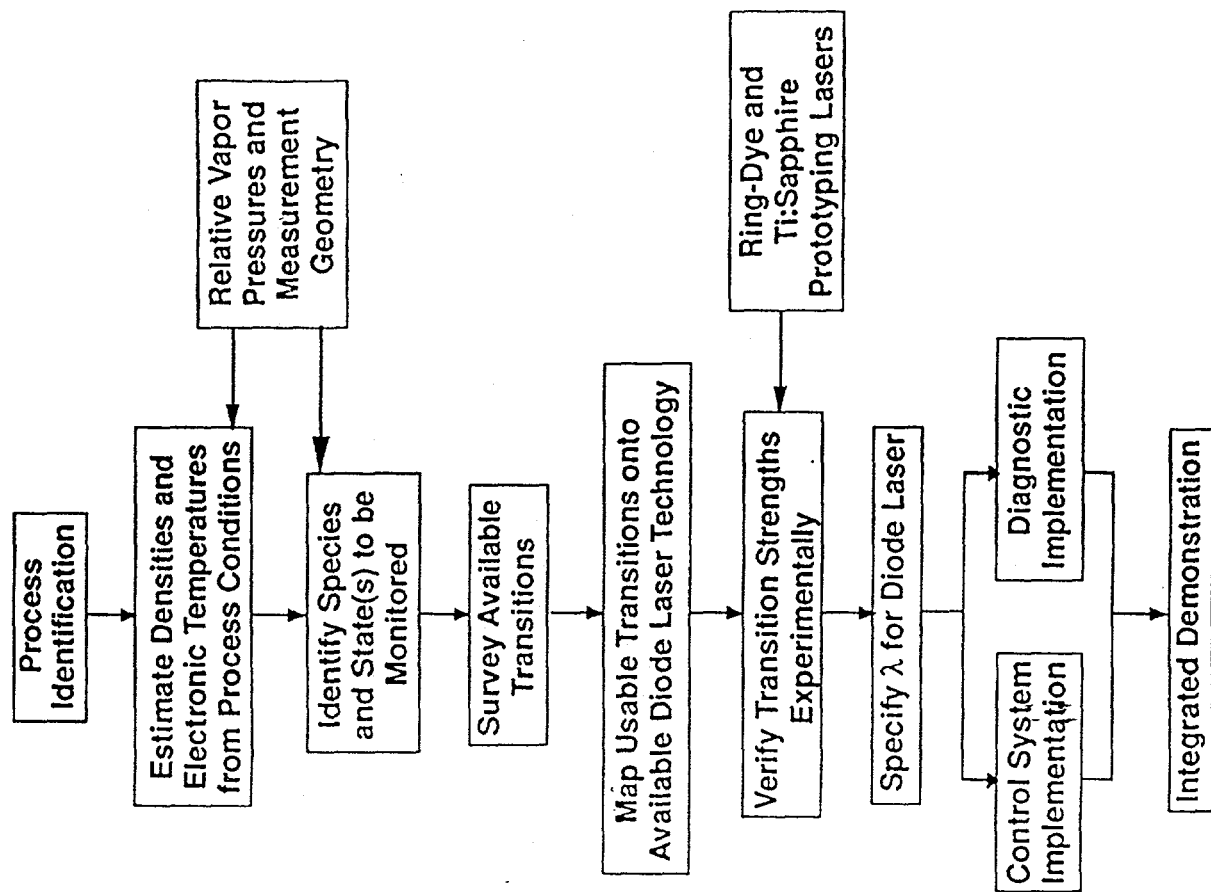 Process
Identification
Estimate Densities and
Electronic Temperatures
from Process Conditions
Relative Vapor
Pressures and
Measurement
Geometry
Identify Species
and State(s) to be
Monitored
Survey Available
Transitions
Map Usable Transitions onto
Available Diode Laser Technology
Ring-Dye and
Ti:Sapphire
Prototyping Lasers
Verify Transition Strengths
Experimentally
Specify λ for Diode Laser
Control System
Implementation
Diagnostic
Implementation
Integrated Demonstration